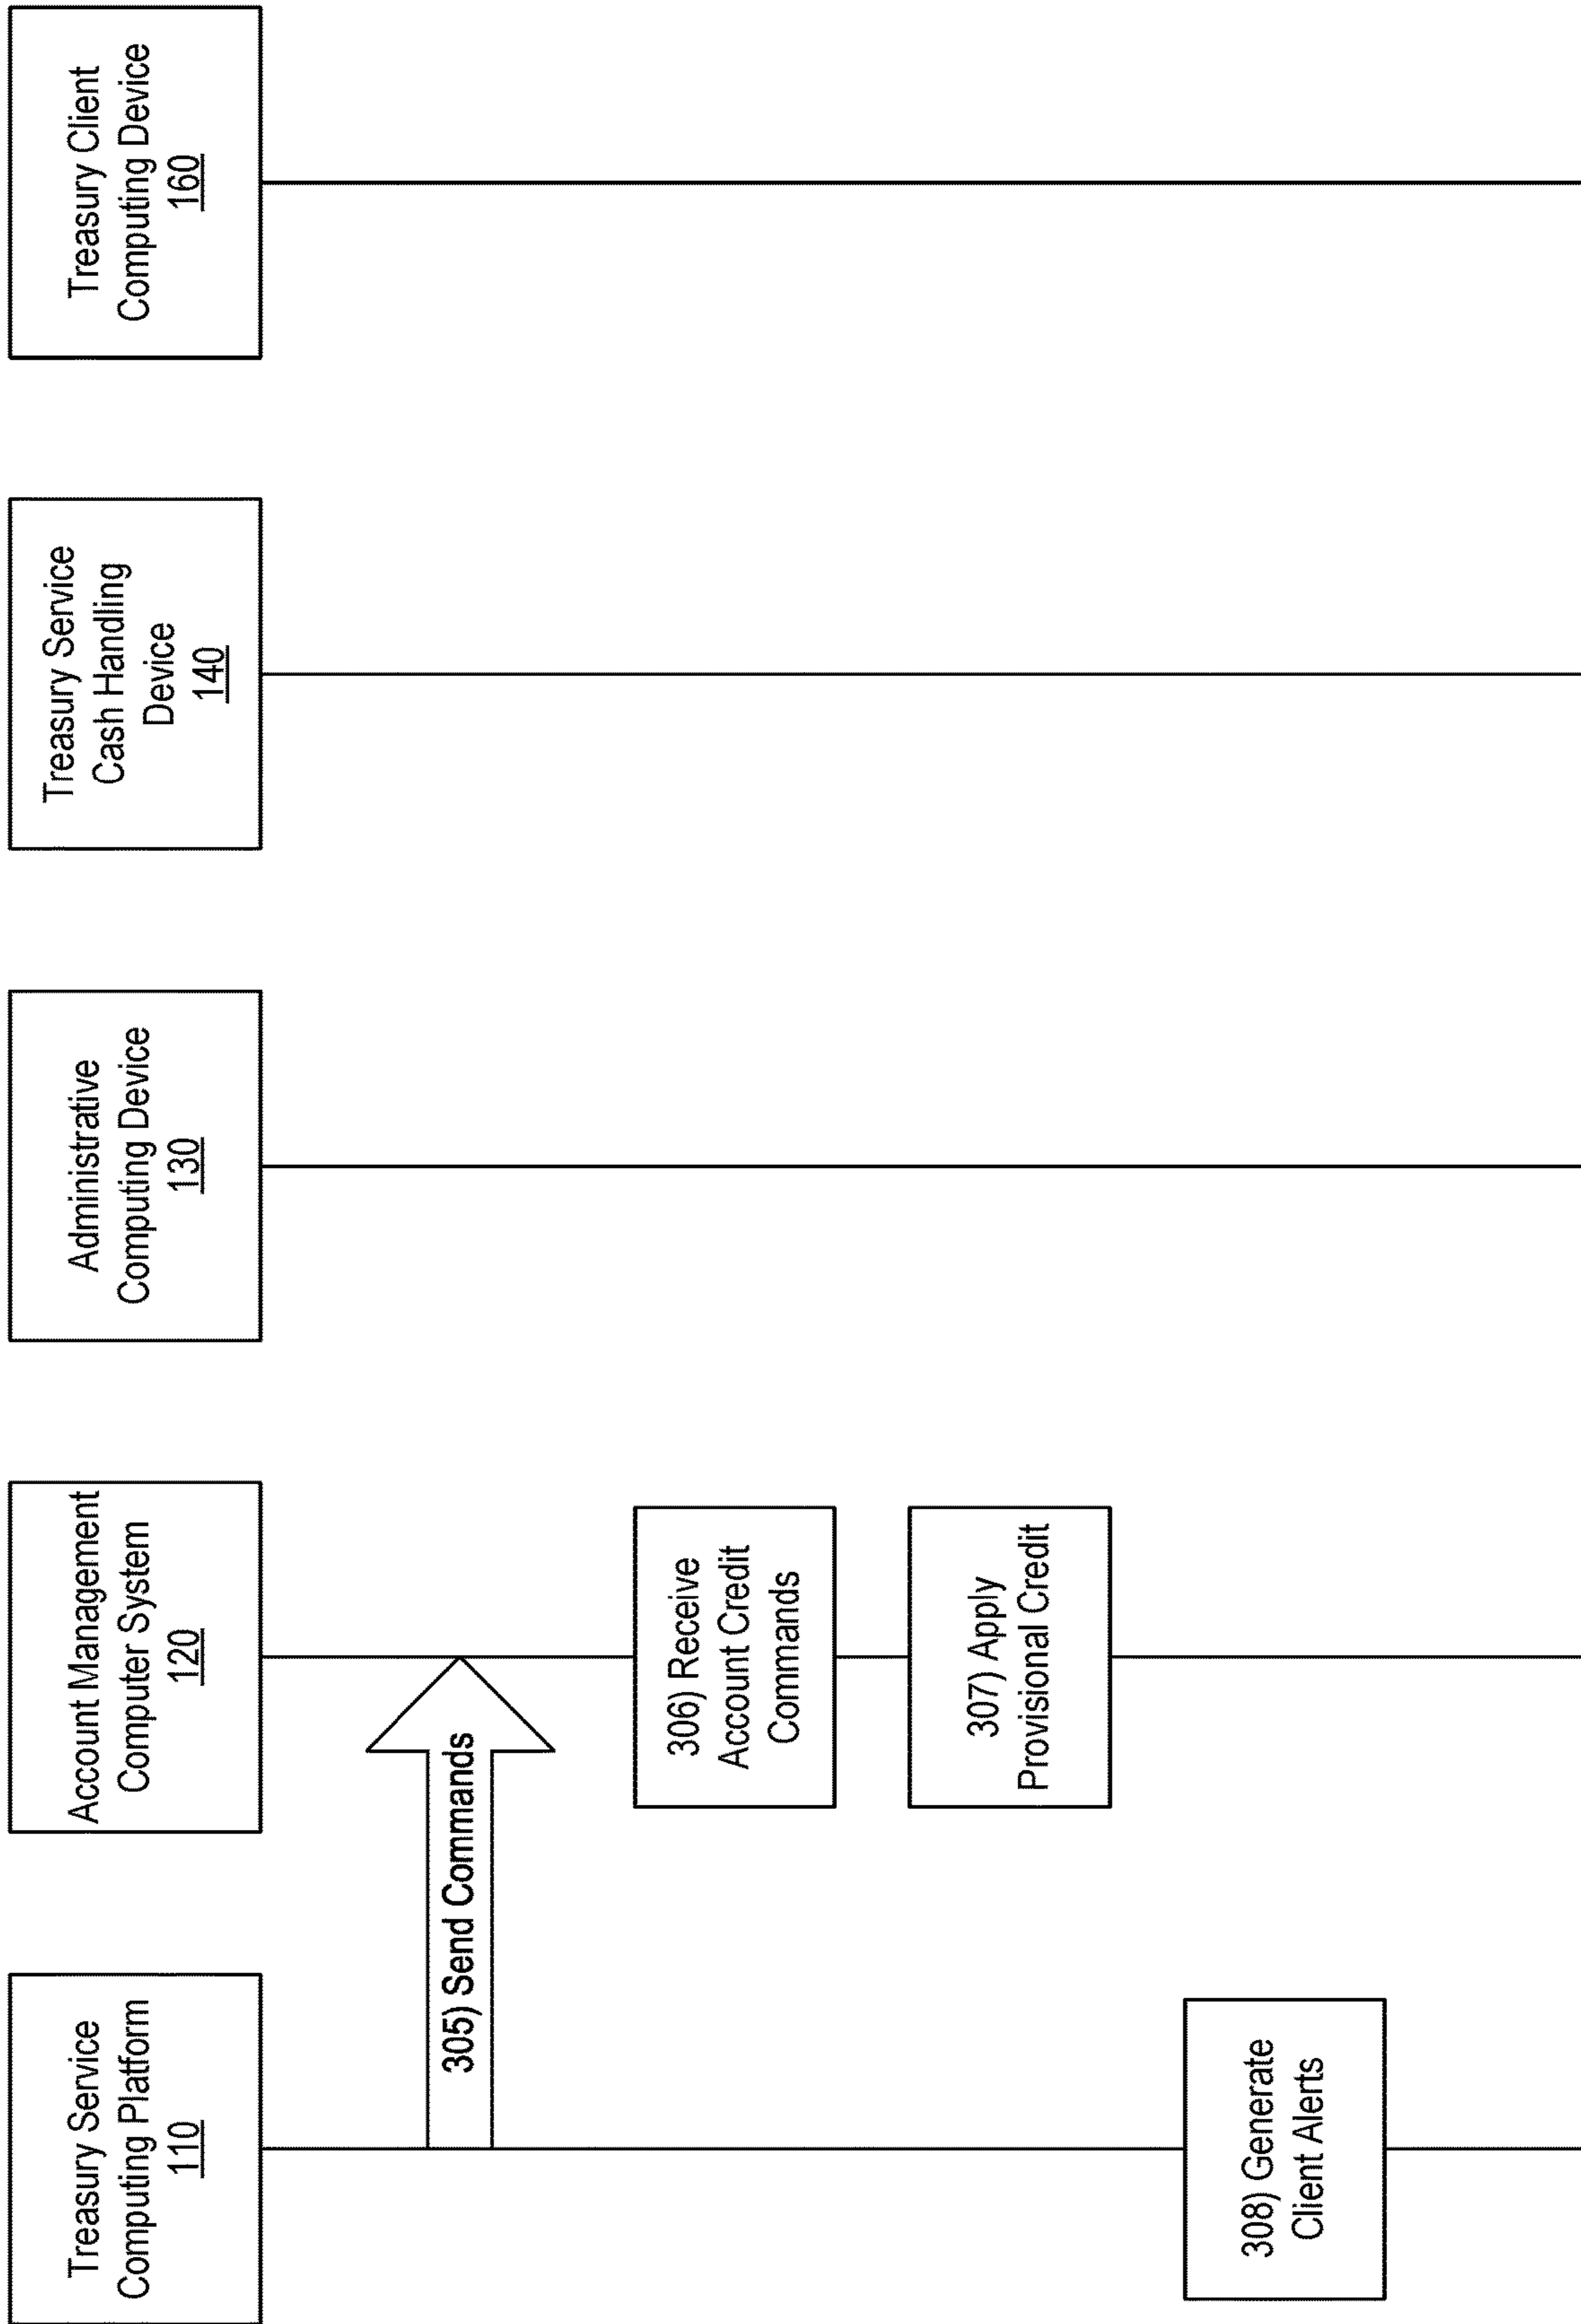 Treasury Service
Computing Platform
110
Account Management
Computer System
120
Administrative
Computing Device
130
Treasury Service
Cash Handling
Device
140
Treasury Client
Computing Device
160
305) Send Commands
306) Receive
Account Credit
Commands
307) Apply
Provisional Credit
308) Generate
Client Alerts